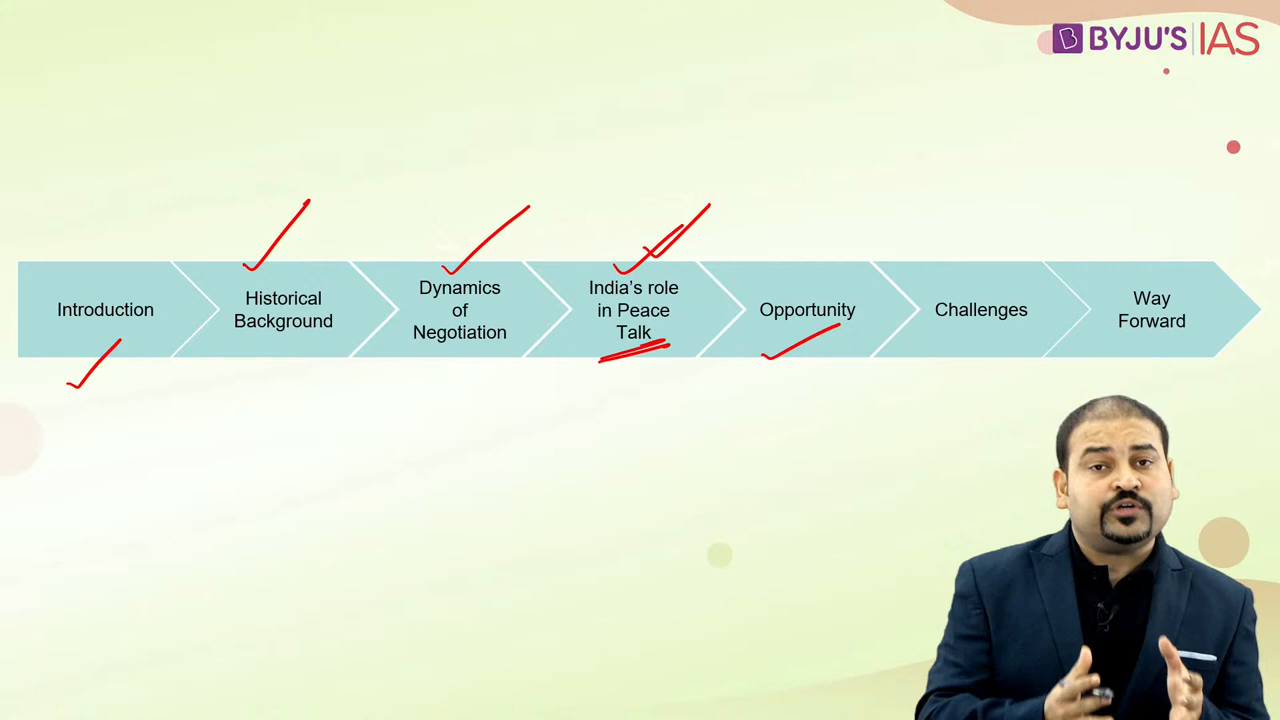 BYJU'S IAS
Introduction
Historical
Background
Dynamics
of
Negotiation
India's role
in Peace
Talk
Opportunity
Challenges
Way
Forward